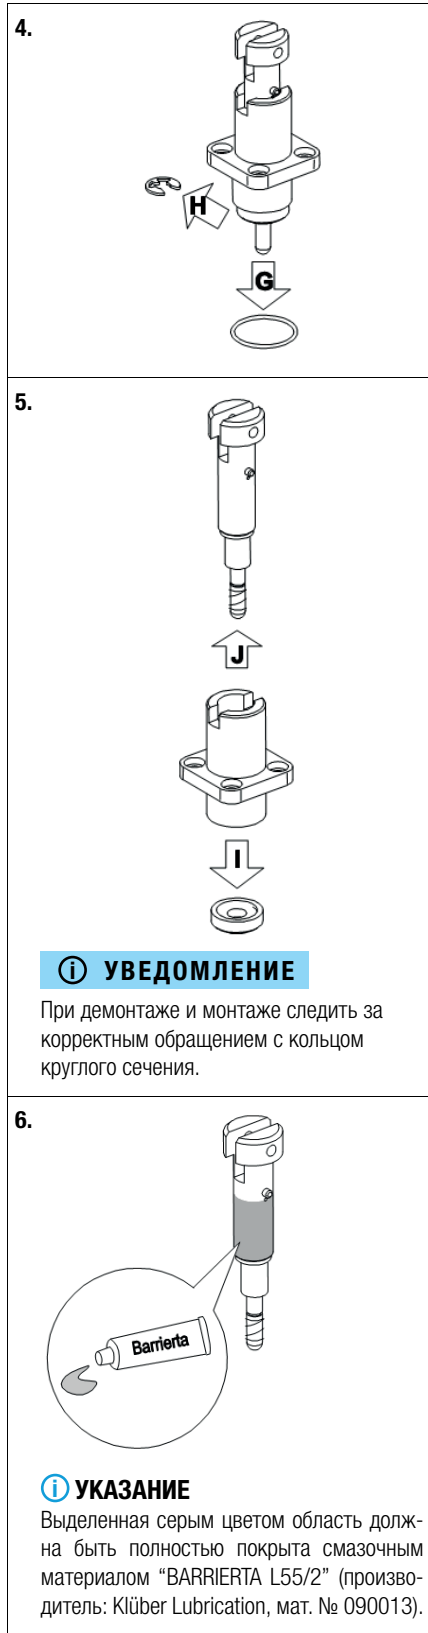 4.
H
G
5.
J
I
i УВЕДОМЛЕНИЕ
При демонтаже и монтаже следить за
корректным обращением с кольцом
круглого сечения.
6.
Barrierta
i УКАЗАНИЕ
Выделенная серым цветом область долж-
на быть полностью покрыта смазочным
материалом “BARRIERTA L55/2” (произво-
дитель: Klüber Lubrication, мат. № 090013).